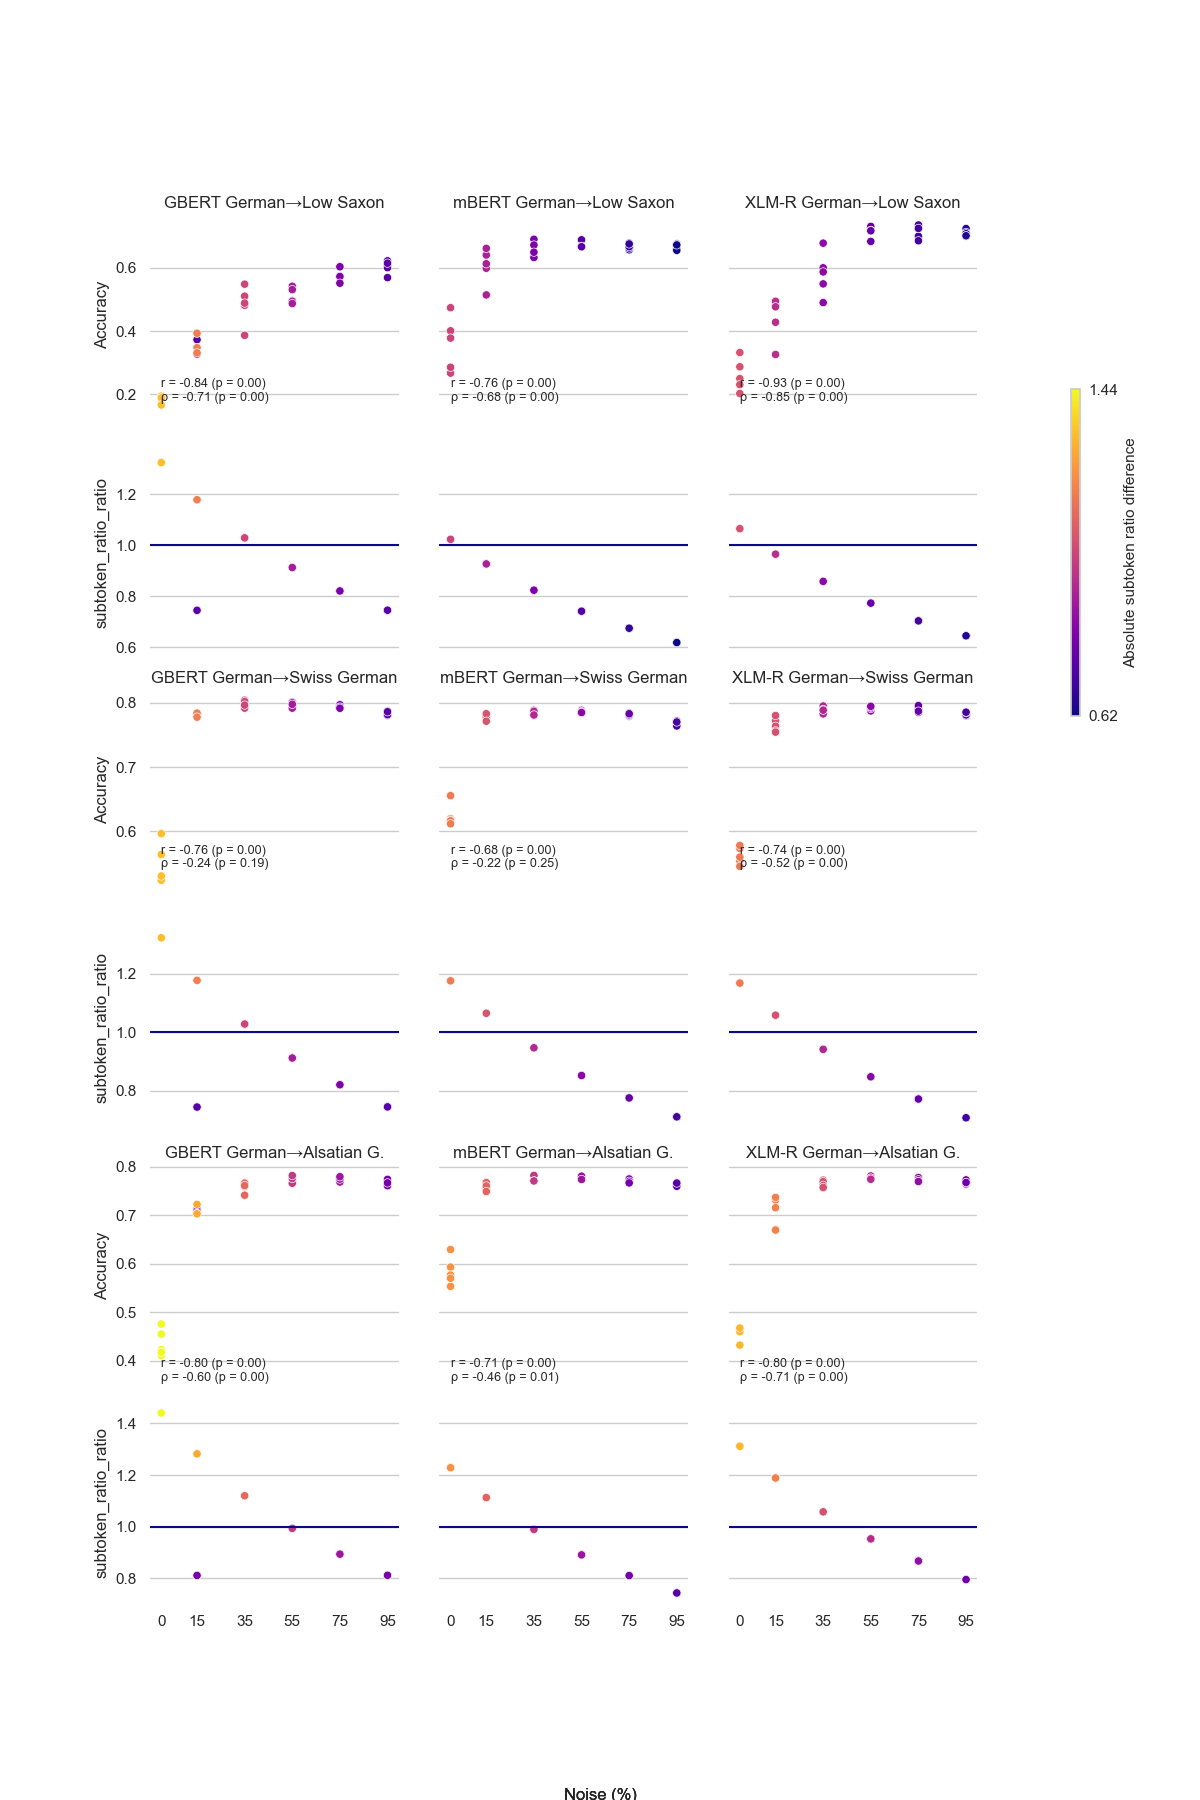 GBERT German→Low Saxon
mBERT German→Low Saxon
XLM-R German→Low Saxon
Accuracy
0.6
0.4
0.2
r = -0.84 (p = 0.00)
ρ = -0.71 (p = 0.00)
r = -0.76 (p = 0.00)
ρ = -0.68 (p = 0.00)
r = -0.93 (p = 0.00)
ρ = -0.85 (p = 0.00)
1.44
Absolute subtoken ratio difference
0.62
subtoken_ratio_ratio
1.2
1.0
0.8
0.6
GBERT German→Swiss German
mBERT German→Swiss German
XLM-R German→Swiss German
Accuracy
0.8
0.7
0.6
r = -0.76 (p = 0.00)
ρ = -0.24 (p = 0.19)
r = -0.68 (p = 0.00)
ρ = -0.22 (p = 0.25)
r = -0.74 (p = 0.00)
ρ = -0.52 (p = 0.00)
subtoken_ratio_ratio
1.2
1.0
0.8
GBERT German→Alsatian G.
mBERT German→Alsatian G.
XLM-R German→Alsatian G.
Accuracy
0.8
0.7
0.6
0.5
0.4
r = -0.80 (p = 0.00)
ρ = -0.60 (p = 0.00)
r = -0.71 (p = 0.00)
ρ = -0.46 (p = 0.01)
r = -0.80 (p = 0.00)
ρ = -0.71 (p = 0.00)
subtoken_ratio_ratio
1.4
1.2
1.0
0.8
0 15 35 55 75 95
0 15 35 55 75 95
0 15 35 55 75 95
Noise (%)